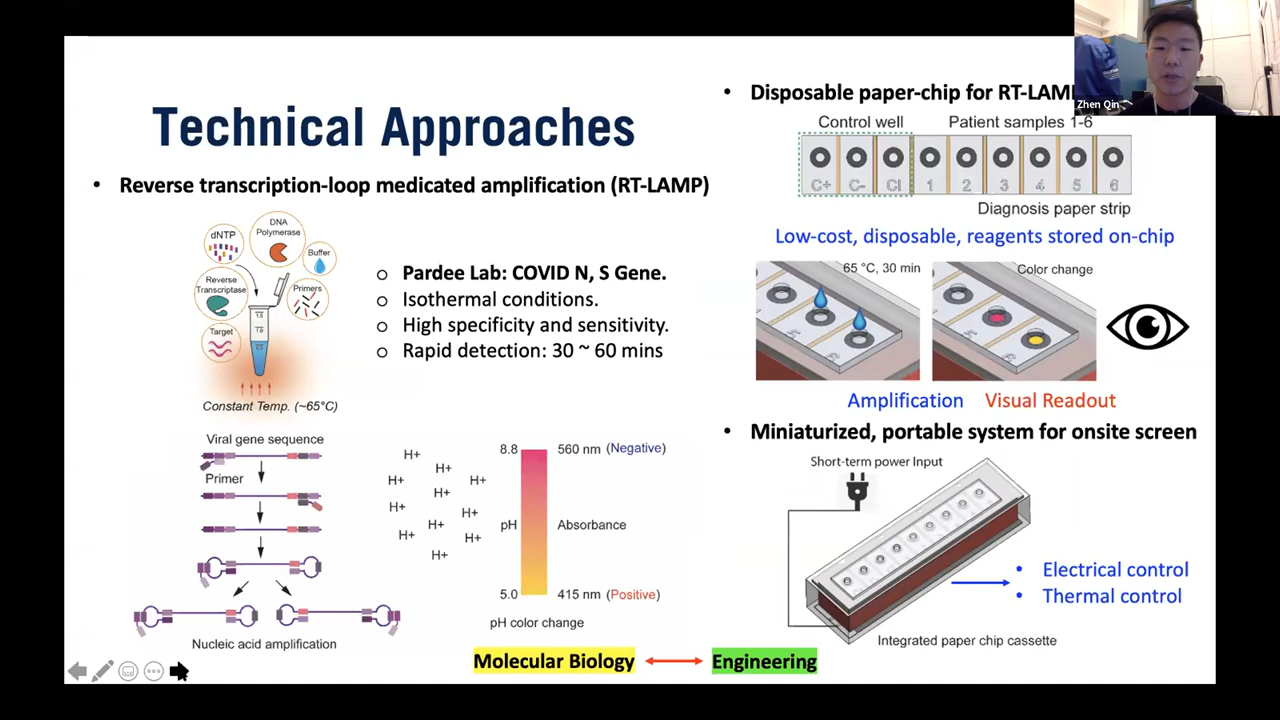 Technical Approaches
• Reverse transcription-loop medicated amplification (RT-LAMP)
dNTP
DNA
Polymerase
Buffer
Reverse
Transcriptase
Primers
Target
Constant Temp. (~65°C)
o Pardee Lab: COVID N, S Gene.
o Isothermal conditions.
o High specificity and sensitivity.
o Rapid detection: 30 ~ 60 mins
Viral gene sequence
Primer
Nucleic acid amplification
H+
H+
H+
H+
H+
H+
H+
H+
H+
H+
H+
8.8
560 nm (Negative)
pH
Absorbance
5.0
415 nm (Positive)
pH color change
Molecular Biology
Engineering
• Disposable paper-chip for RT-LAM
Zhen Qin
Control well
Patient samples 1-6
C+ C- CI 1 2 3 4 5 6
Diagnosis paper strip
Low-cost, disposable, reagents stored on-chip
65 °C, 30 min
Color change
5
6
5
6
Amplification
Visual Readout
• Miniaturized, portable system for onsite screen
Short-term power Input
• Electrical control
• Thermal control
Integrated paper chip cassette